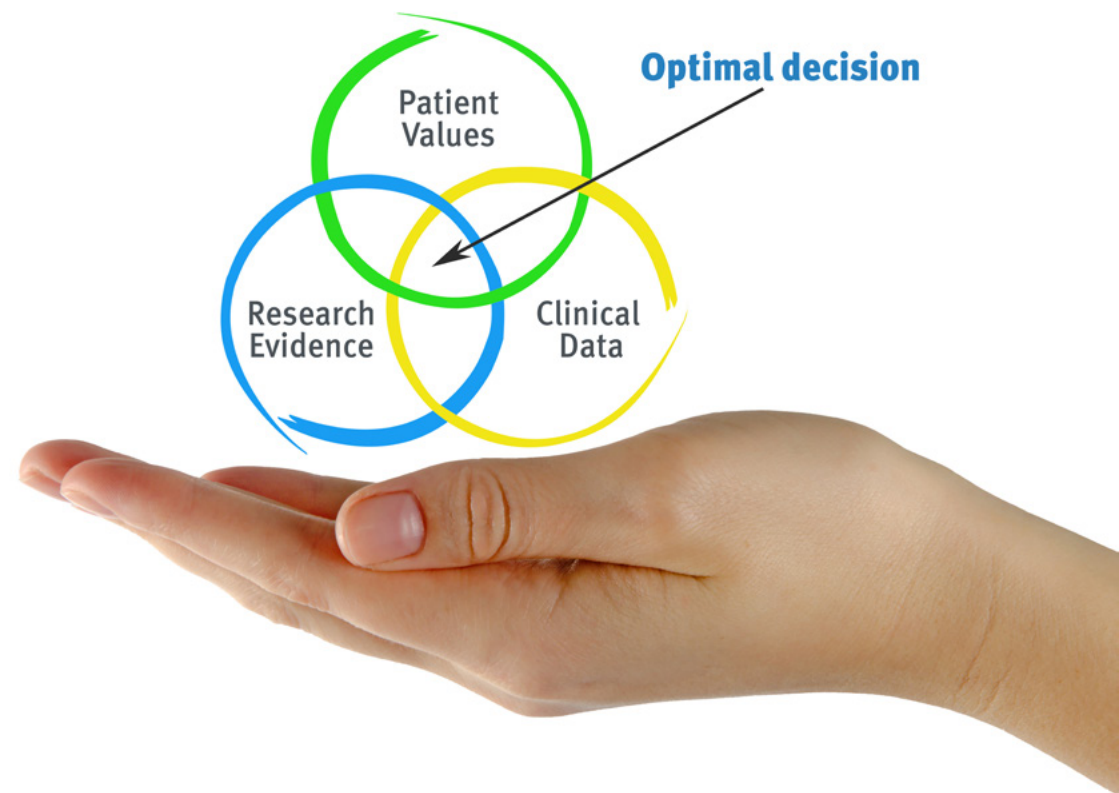 Optimal decision
Patient
Values
Research
Evidence
Clinical
Data